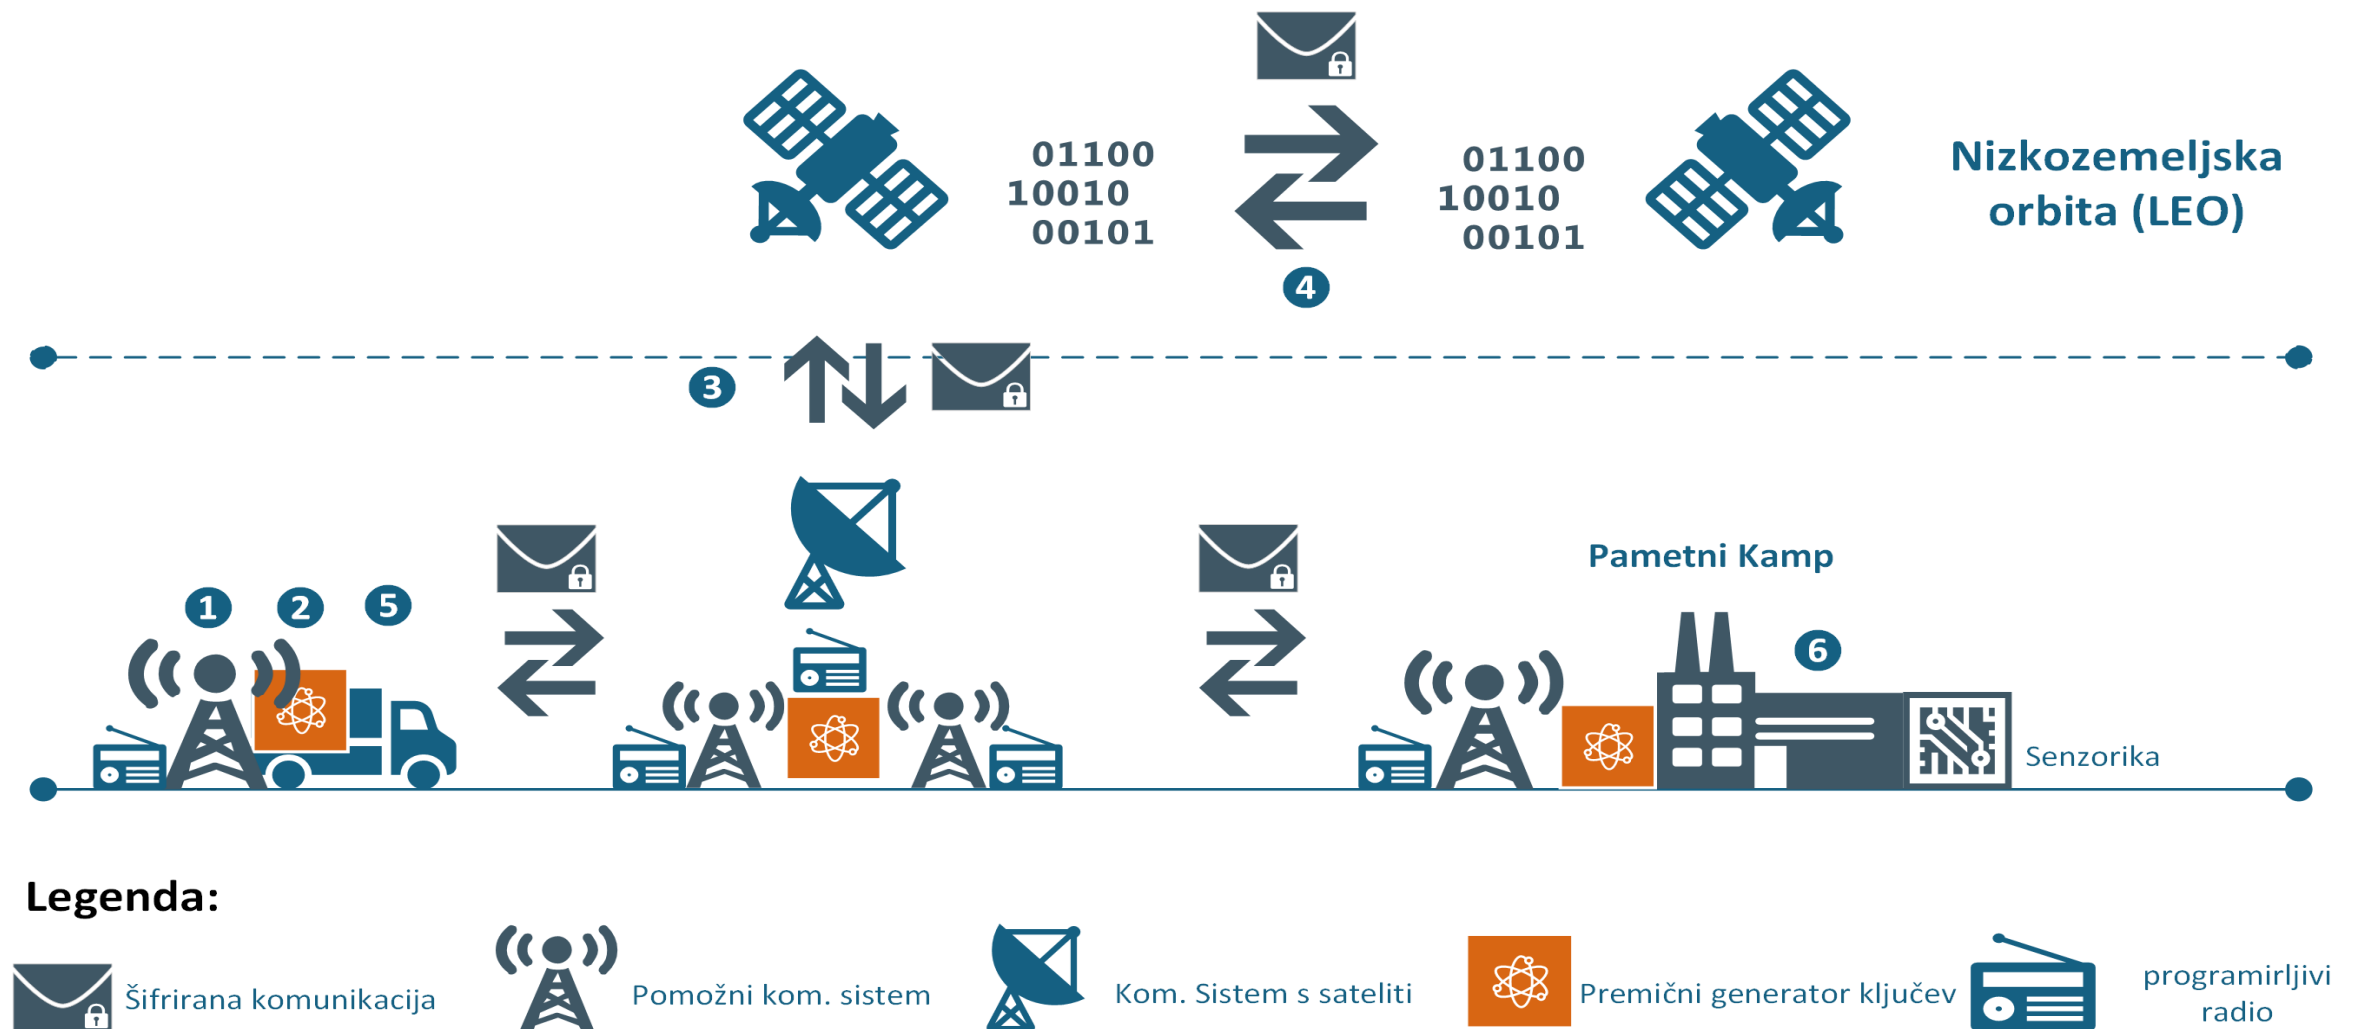 01100
10010
00101
01100
10010
00101
Nizkozemeljska
orbita (LEO)
4
3
1
2
5
Pametni Kamp
6
Senzorika
Legenda:
Šifrirana komunikacija
Pomožni kom. sistem
Kom. Sistem s sateliti
Premični generator ključev
programirljivi
radio